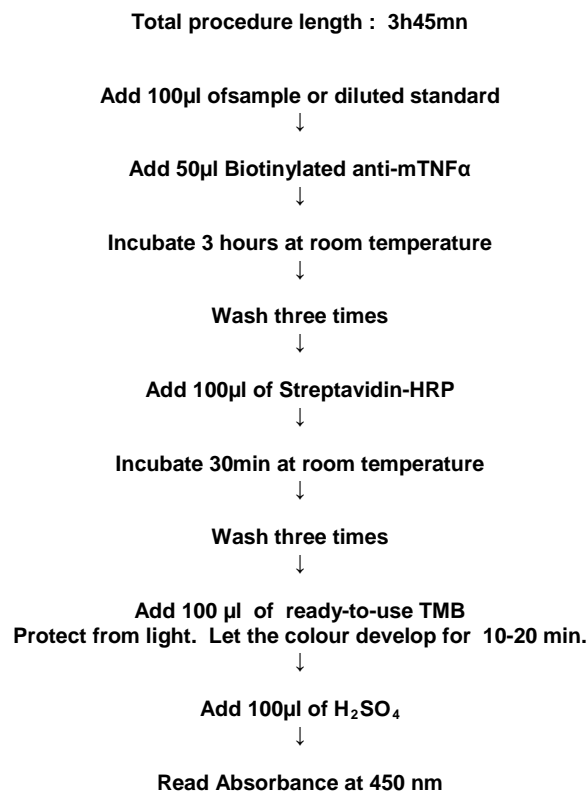 Total procedure length :  3h45mn
Add 100µl ofsample or diluted standard
↓
Add 50µl Biotinylated anti-mTNFα
↓
Incubate 3 hours at room temperature
↓
Wash three times
↓
Add 100µl of Streptavidin-HRP
↓
Incubate 30min at room temperature
↓
Wash three times
↓
Add 100 µl  of  ready-to-use TMB
Protect from light.  Let the colour develop for  10-20 min.
↓
Add 100µl of H₂SO₄
↓
Read Absorbance at 450 nm